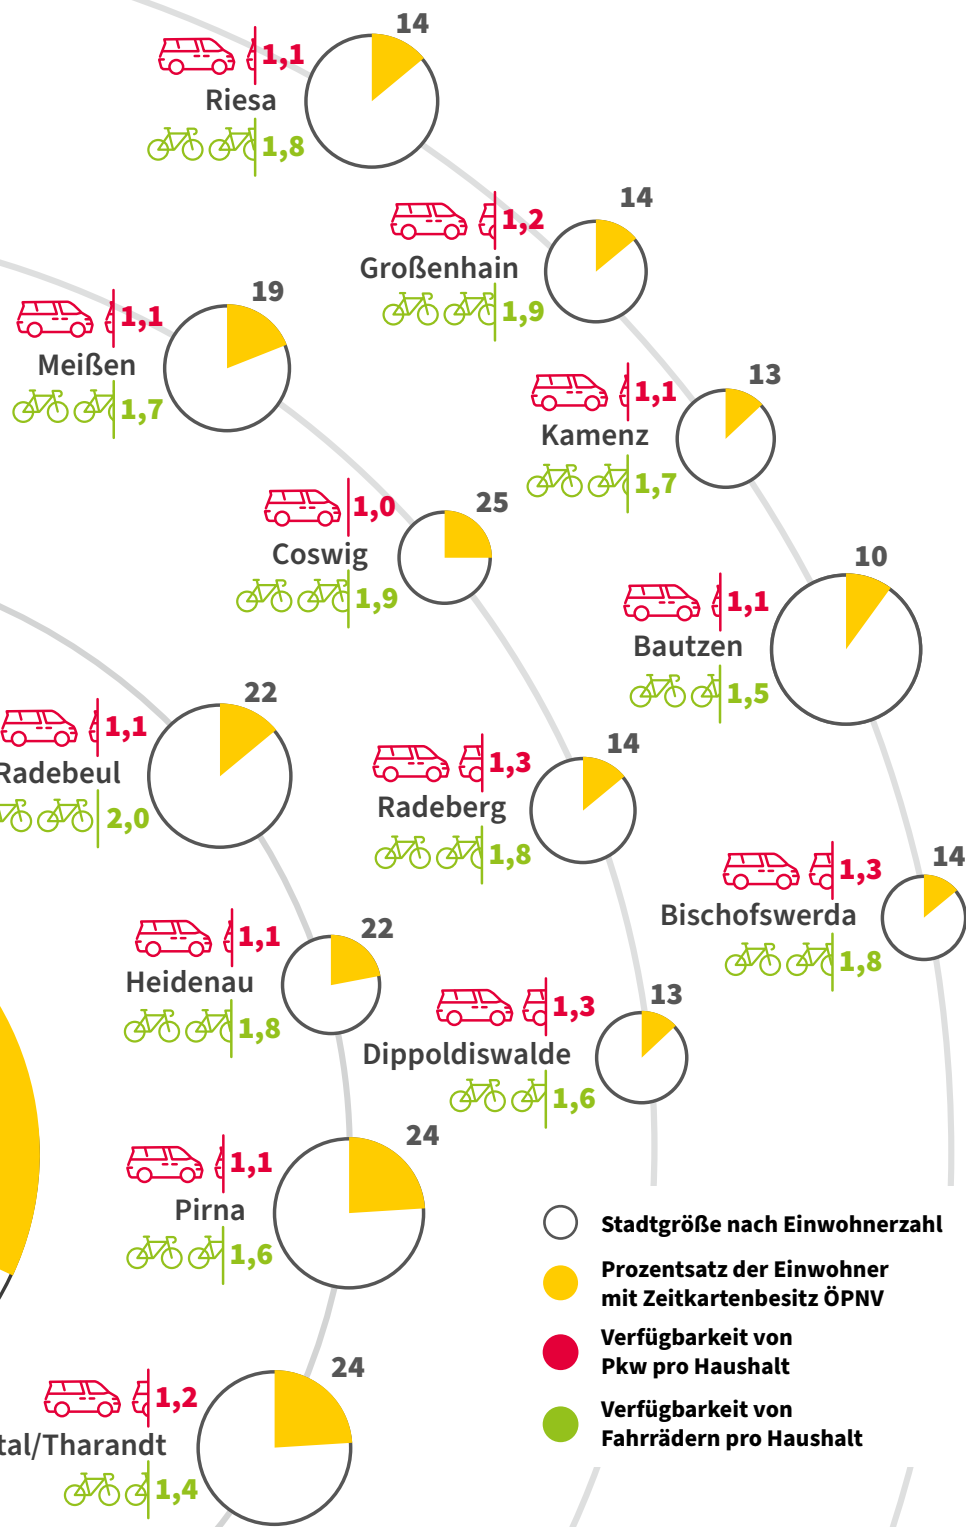 14
1,1
Riesa
1,8
14
1,2
Großenhain
1,9
19
1,1
Meißen
1,7
13
1,1
Kamenz
1,7
25
1,0
Coswig
1,9
10
1,1
Bautzen
1,5
22
1,1
Radebeul
2,0
14
1,3
Radeberg
1,8
14
1,3
Bischofswerda
1,8
22
1,1
Heidenau
1,8
13
1,3
Dippoldiswalde
1,6
24
1,1
Pirna
1,6
24
1,2
tal/Tharandt
1,4
Stadtgröße nach Einwohnerzahl
Prozentsatz der Einwohner
mit Zeitkartenbesitz ÖPNV
Verfügbarkeit von
Pkw pro Haushalt
Verfügbarkeit von
Fahrrädern pro Haushalt